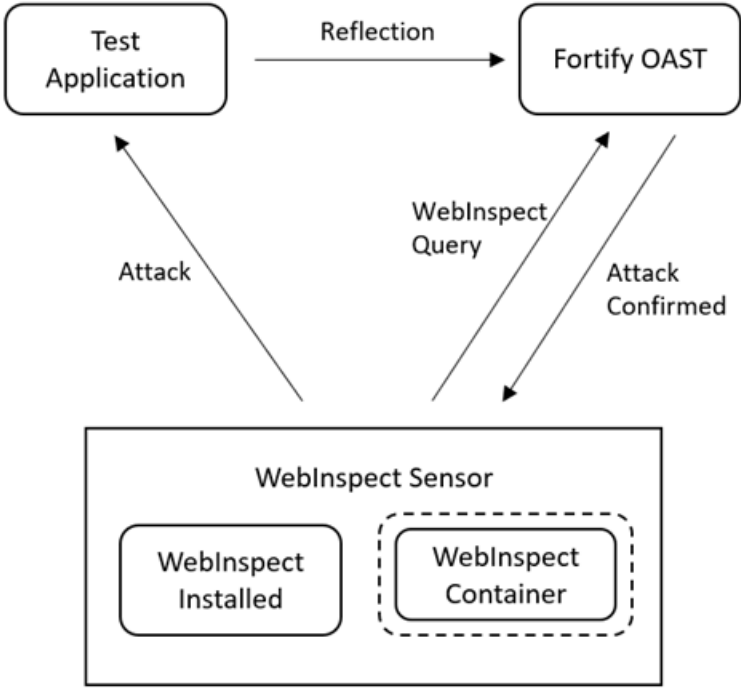 Test
Application
Reflection
Fortify OAST
WebInspect
Query
Attack
Attack
Confirmed
WebInspect Sensor
WebInspect
Installed
WebInspect
Container